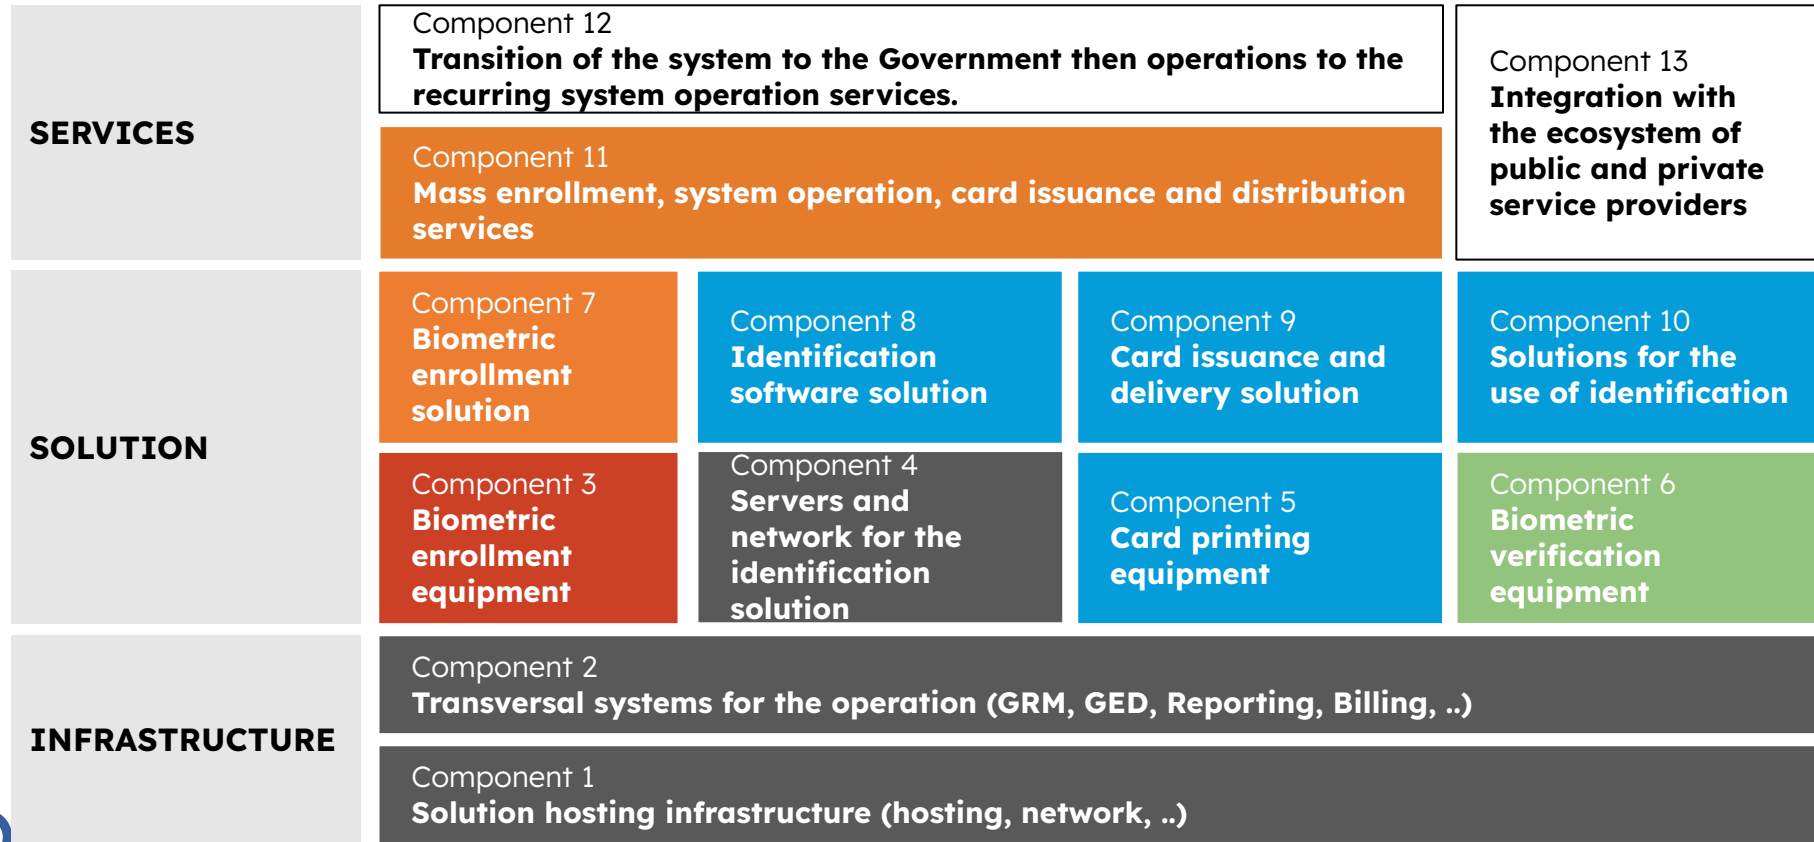 SERVICES
Component 12
Transition of the system to the Government then operations to the
recurring system operation services.
Component 13
Integration with
the ecosystem of
public and private
service providers
Component 11
Mass enrollment, system operation, card issuance and distribution
services
SOLUTION
Component 7
Biometric
enrollment
solution
Component 8
Identification
software solution
Component 9
Card issuance and
delivery solution
Component 10
Solutions for the
use of identification
Component 3
Biometric
enrollment
equipment
Component 4
Servers and
network for the
identification
solution
Component 5
Card printing
equipment
Component 6
Biometric
verification
equipment
INFRASTRUCTURE
Component 2
Transversal systems for the operation (GRM, GED, Reporting, Billing, ..)
Component 1
Solution hosting infrastructure (hosting, network, ..)